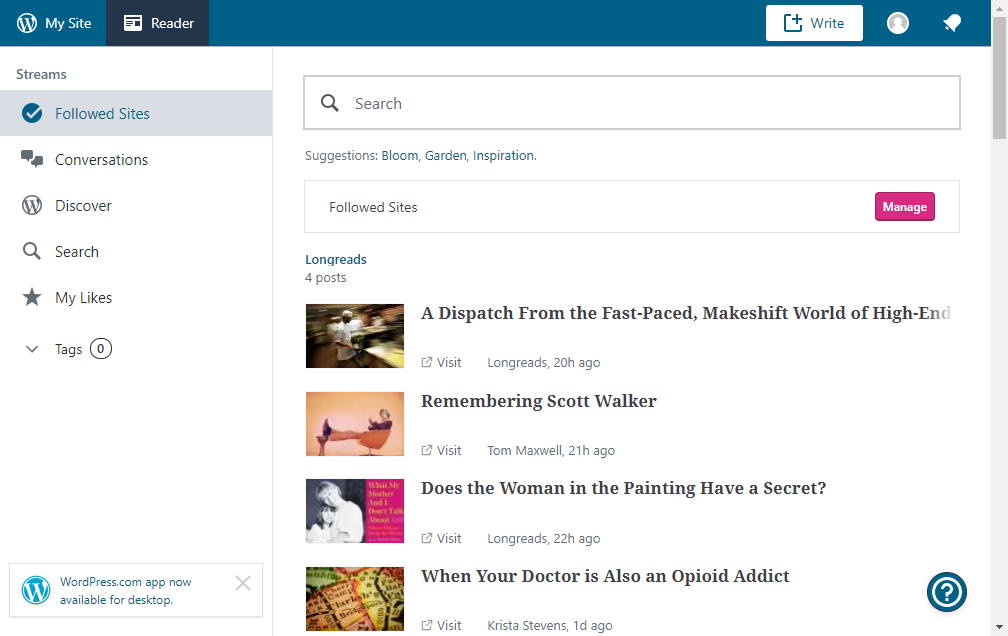 My Site
Reader
Write
Streams
Followed Sites
Conversations
Discover
Search
My Likes
Tags 0
WordPress.com app now
available for desktop.
Search
Suggestions: Bloom, Garden, Inspiration.
Followed Sites
Manage
Longreads
4 posts
A Dispatch From the Fast-Paced, Makeshift World of High-End
Visit Longreads, 20h ago
Remembering Scott Walker
Visit Tom Maxwell, 21h ago
What My
Mother
And I
Don't Talk
About
Does the Woman in the Painting Have a Secret?
Visit Longreads, 22h ago
When Your Doctor is Also an Opioid Addict
Visit Krista Stevens, 1d ago